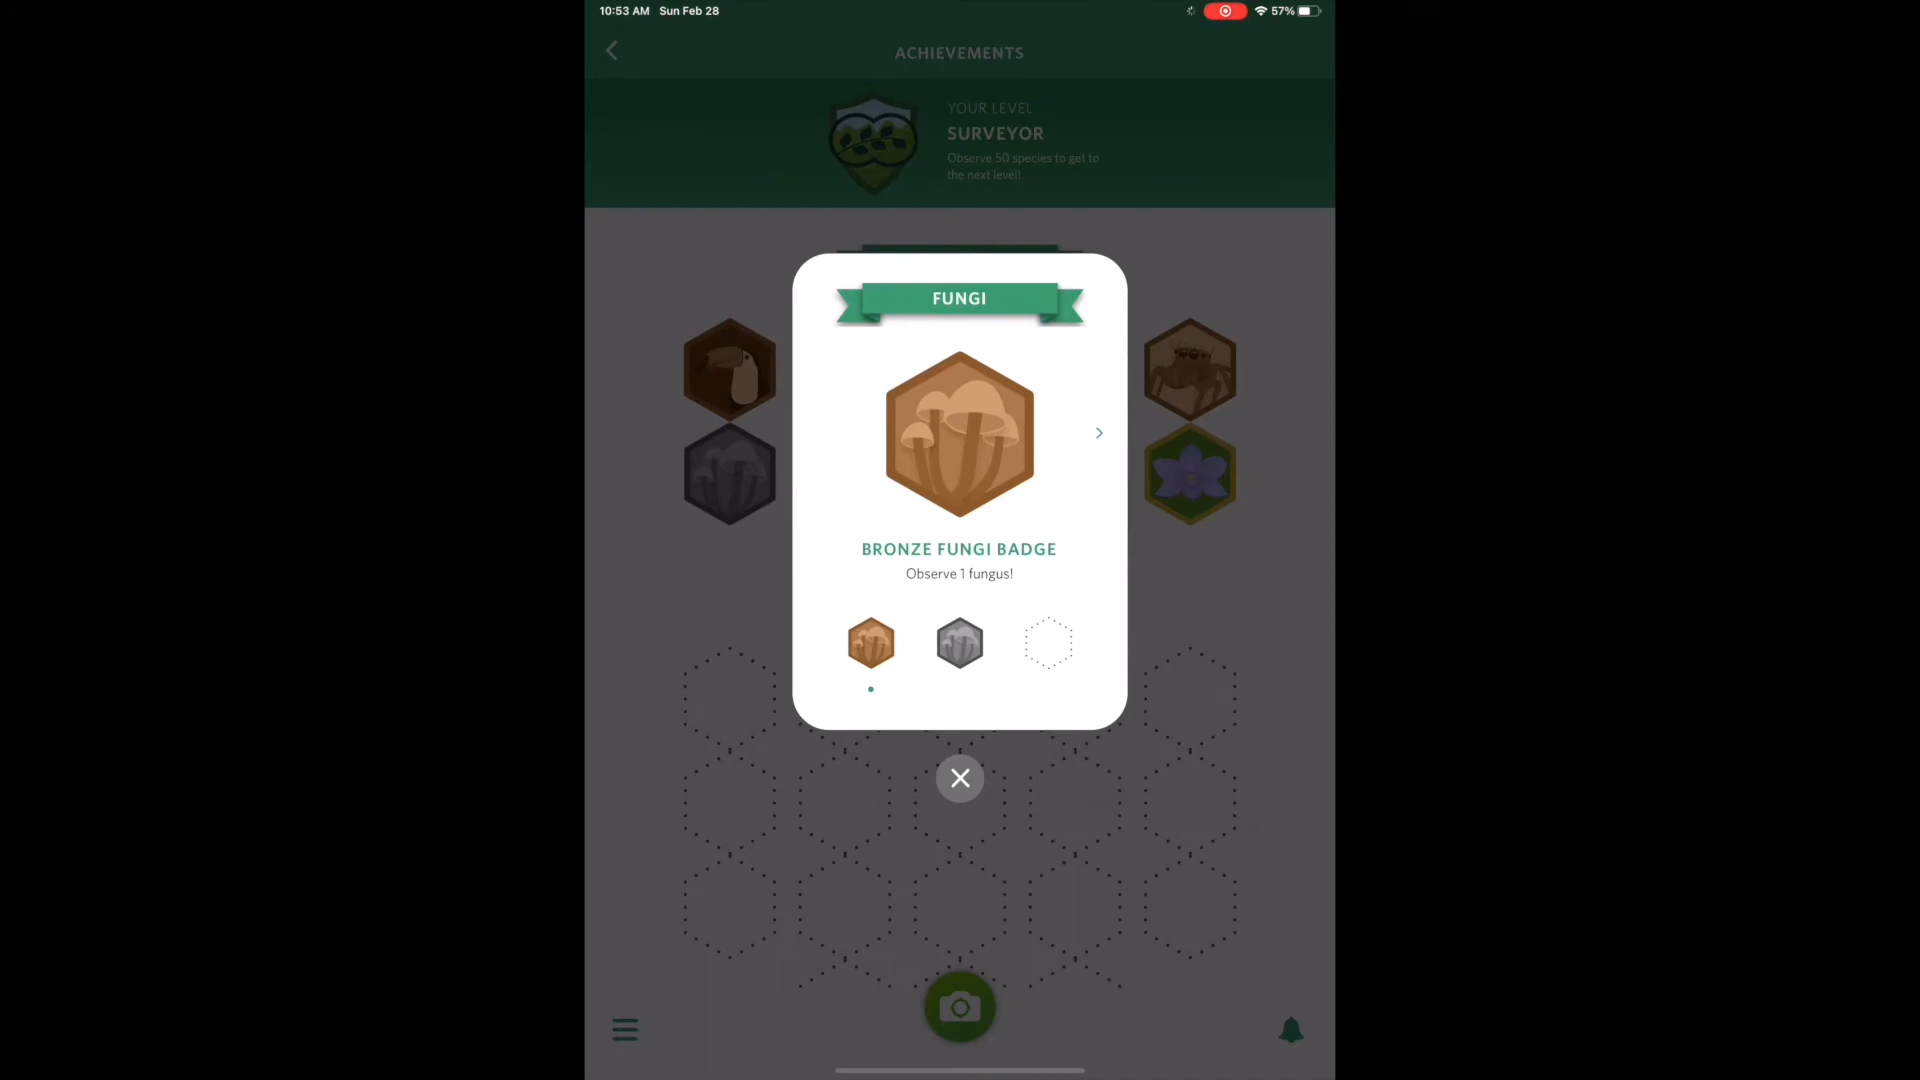 10:53 AM Sun Feb 28
57%
ACHIEVEMENTS
YOUR LEVEL
SURVEYOR
Observe 50 species to get to
the next level!
FUNGI
BRONZE FUNGI BADGE
Observe 1 fungus!